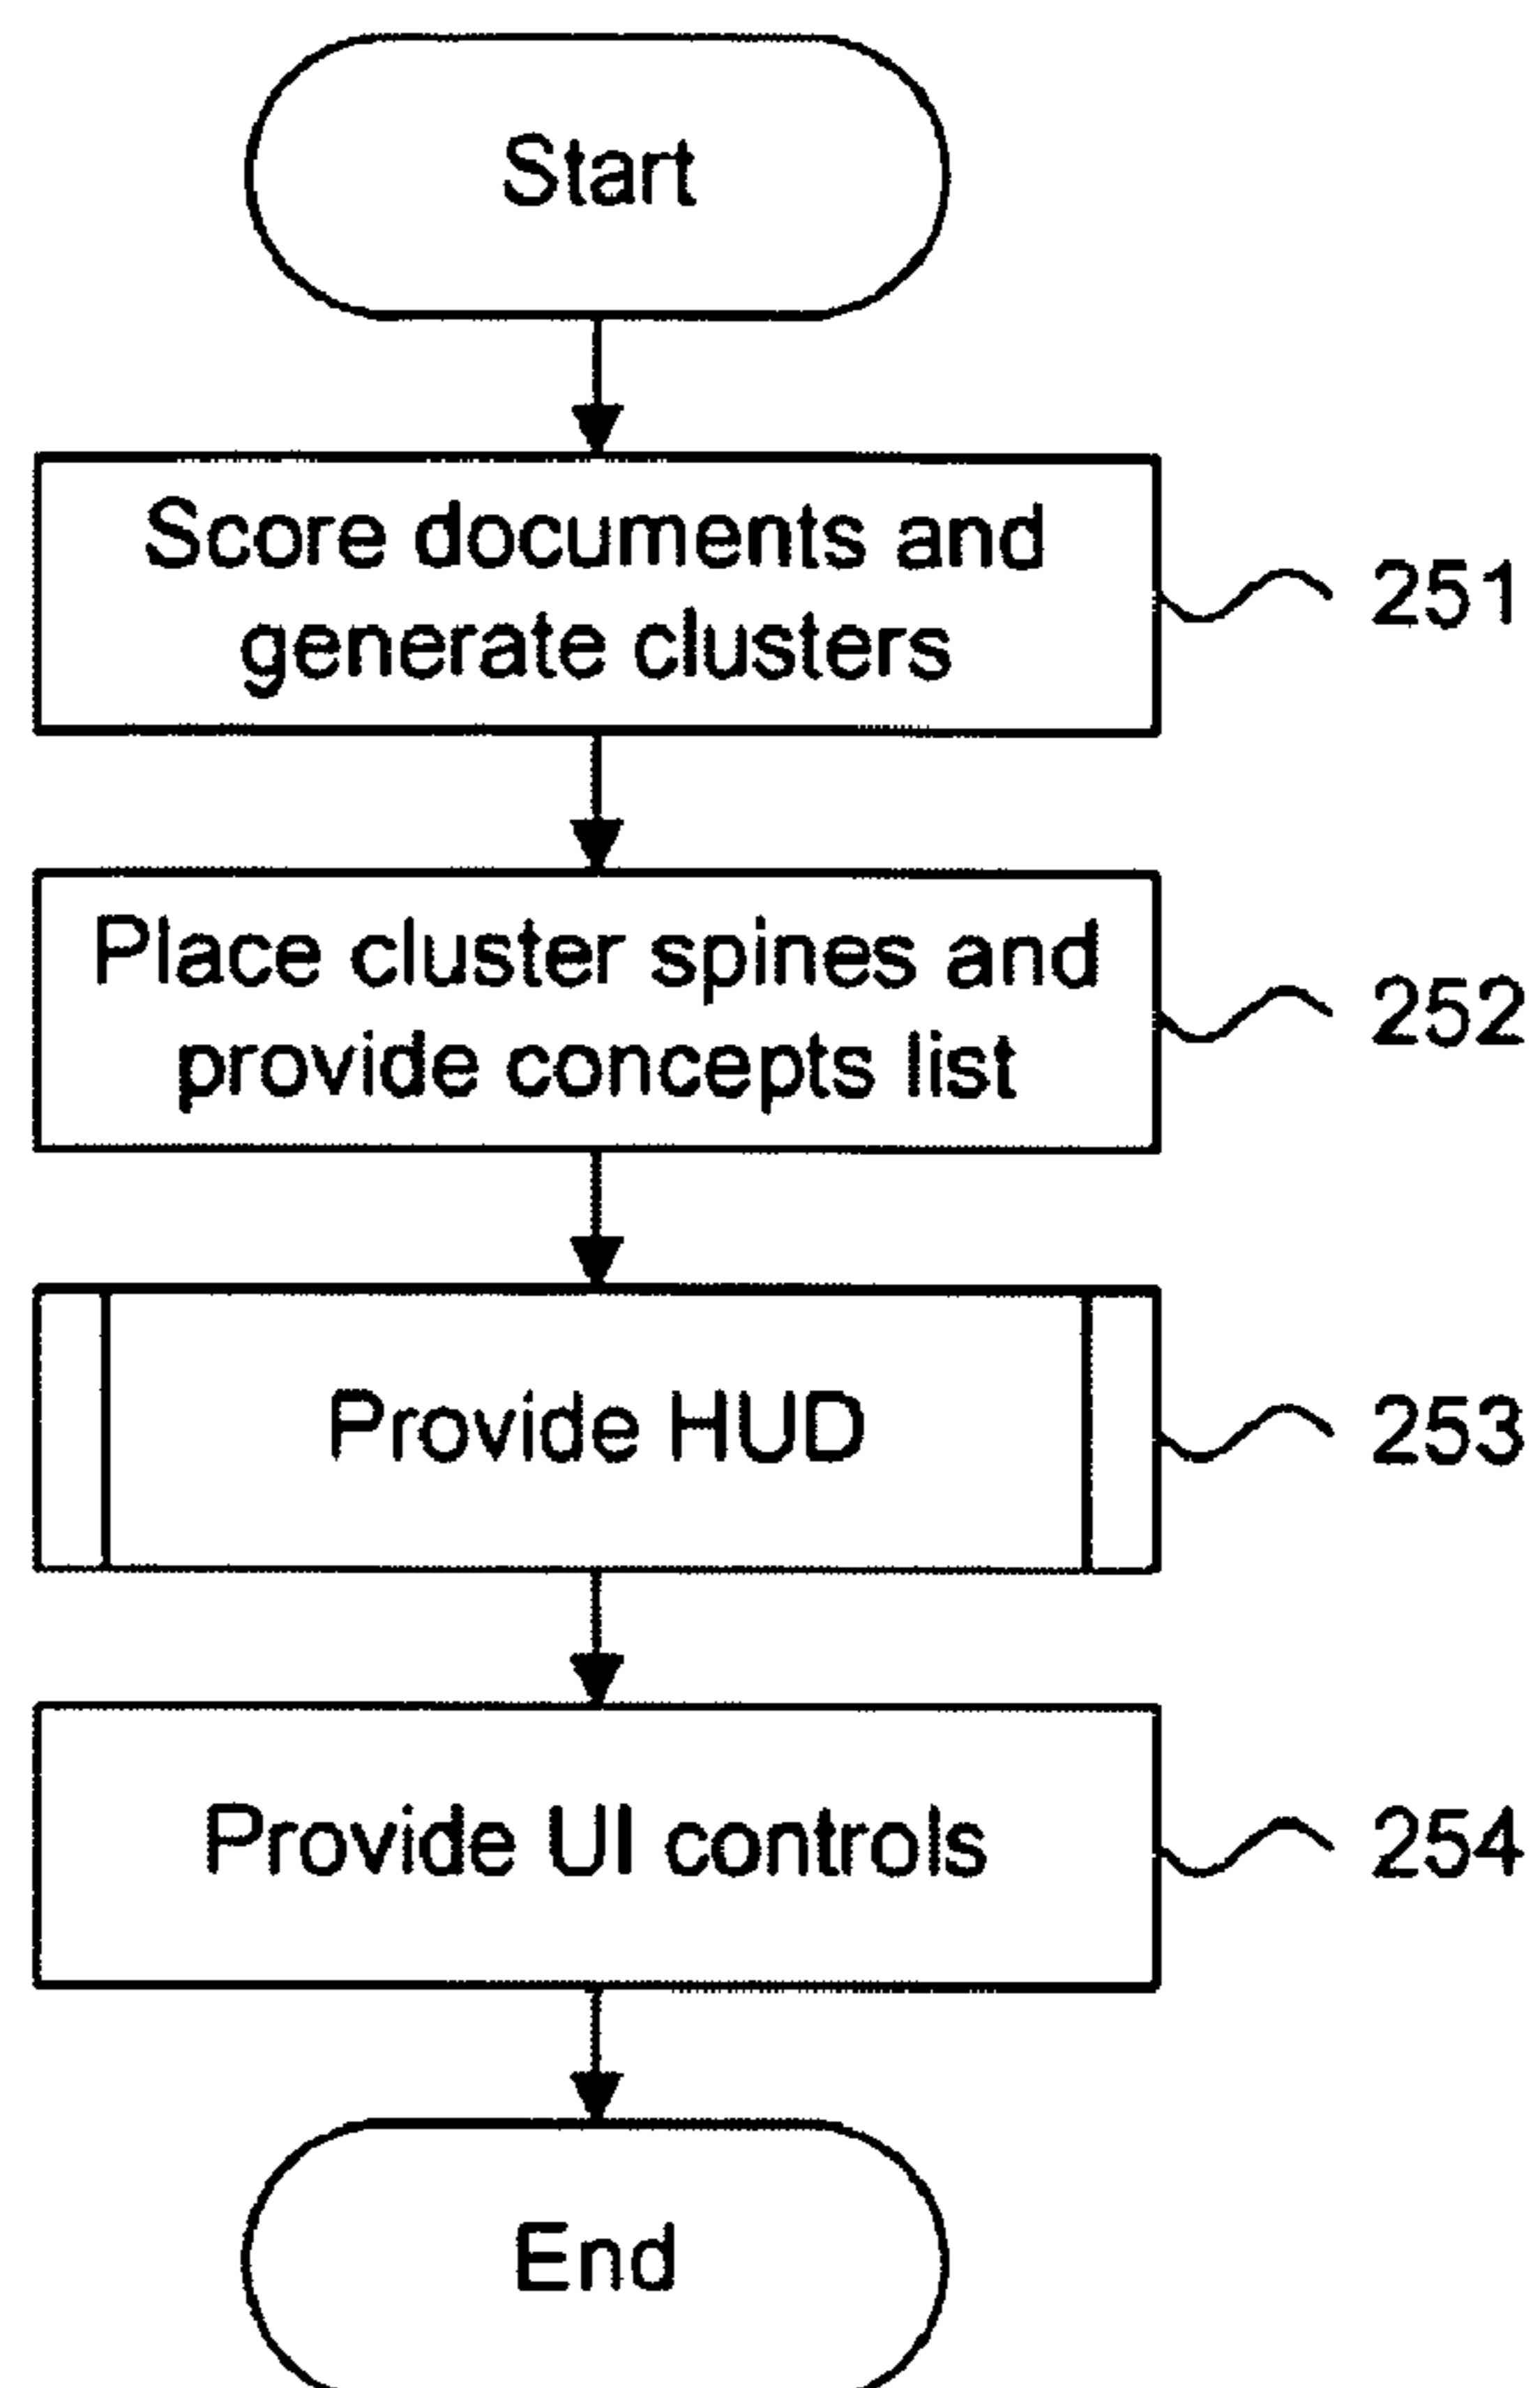 Start
Score documents and
generate clusters
251
Place cluster spines and
provide concepts list
252
Provide HUD
253
Provide UI controls
254
End